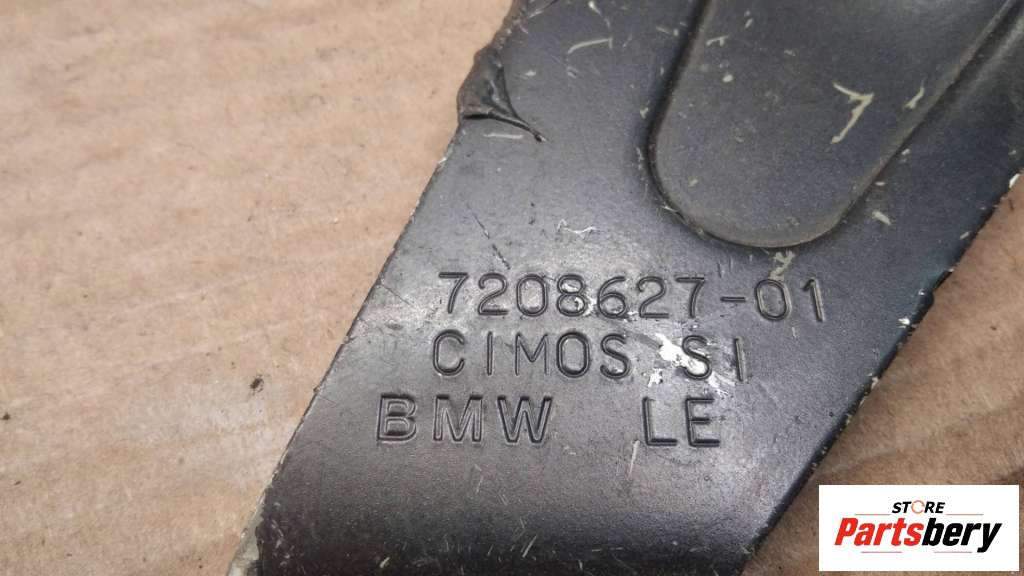 7208627-01
CIMOS SI
BMW LE
STORE
Partsbery